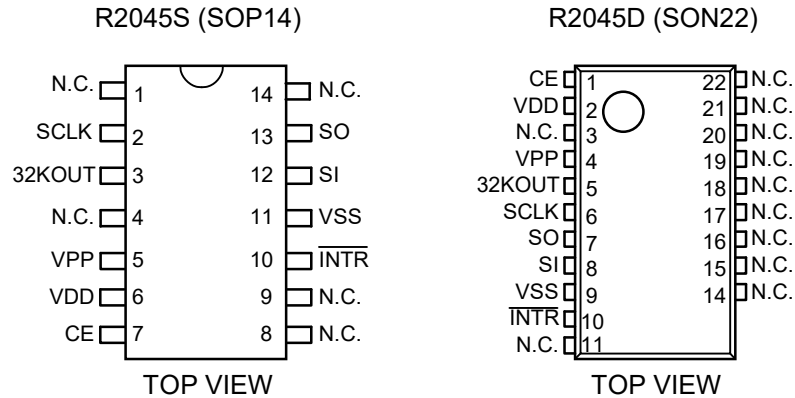 R2045S (SOP14)
N.C. 1 14 N.C.
SCLK 2 13 SO
32KOUT 3 12 SI
N.C. 4 11 VSS
VPP 5 10 INTR
VDD 6 9 N.C.
CE 7 8 N.C.
TOP VIEW
R2045D (SON22)
CE 1 22 N.C.
VDD 2 21 N.C.
N.C. 3 20 N.C.
VPP 4 19 N.C.
32KOUT 5 18 N.C.
SCLK 6 17 N.C.
SO 7 16 N.C.
SI 8 15 N.C.
VSS 9 14 N.C.
INTR 10
N.C. 11
TOP VIEW